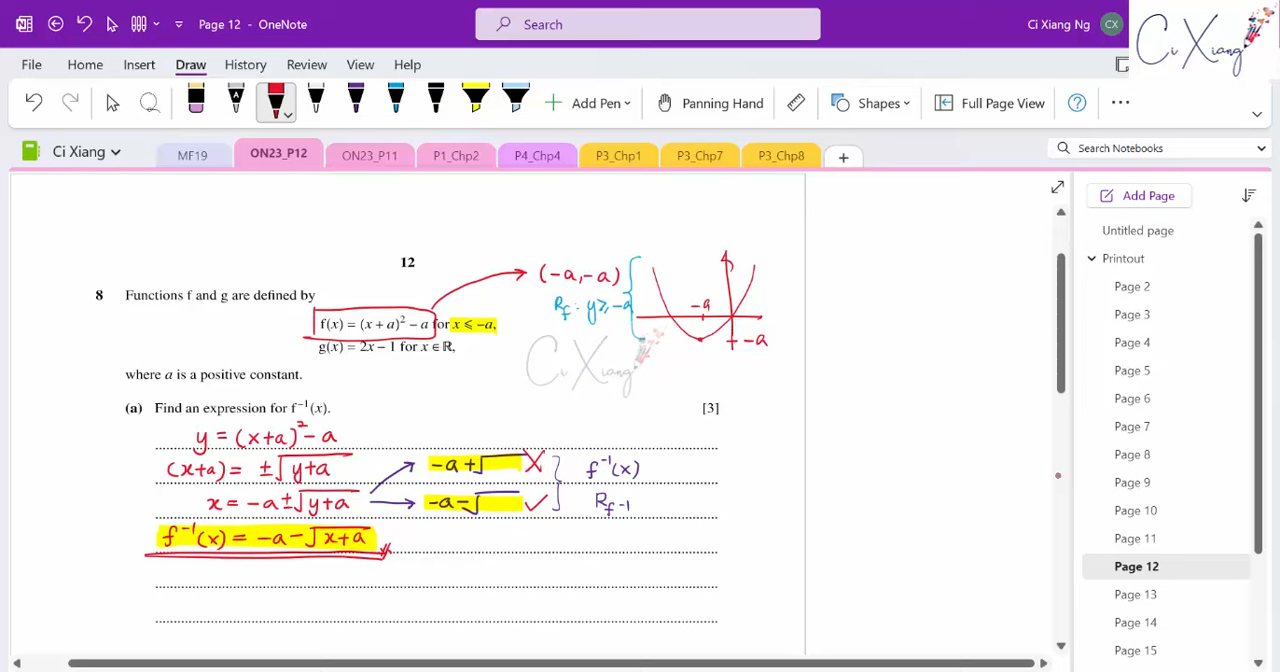 Page 12 - OneNote
Search
Ci Xiang Ng
CX
Ci Xiang
File Home Insert Draw History Review View Help
A
Add Pen
Panning Hand
Shapes
Full Page View
Ci Xiang
MF19
ON23_P12
ON23_P11
P1_Chp2
P4_Chp4
P3_Chp1
P3_Chp7
P3_Chp8
Search Notebooks
Add Page
Untitled page
Printout
Page 2
Page 3
Page 4
Page 5
Page 6
Page 7
Page 8
Page 9
Page 10
Page 11
Page 12
Page 13
Page 14
Page 15
12
8 Functions f and g are defined by
f(x) = (x + a)² − a for x ⩽ −a,
g(x) = 2x − 1 for x ∈ ℝ,
where a is a positive constant.
(-a, -a)
R_f : y ≥ -a
-a
-a
Ci Xiang
(a) Find an expression for f⁻¹(x). [3]
y = (x+a)² - a
(x+a) = ±√(y+a)
x = -a ± √(y+a)
-a + √ ✗
-a - √ ✓
f⁻¹(x)
R_f-1
f⁻¹(x) = -a - √(x+a)